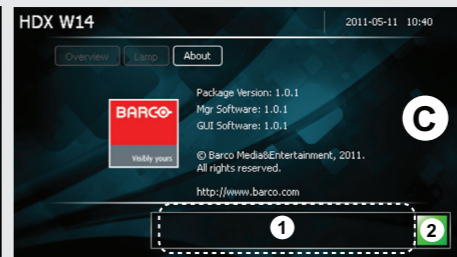 HDX W14
2011-05-11 10:40
Overview Lamp About
Package Version: 1.0.1
Mgr Software: 1.0.1
GUI Software: 1.0.1
BARCO
Visibly yours
© Barco Media&Entertainment, 2011.
All rights reserved.
http://www.barco.com
C
1
2